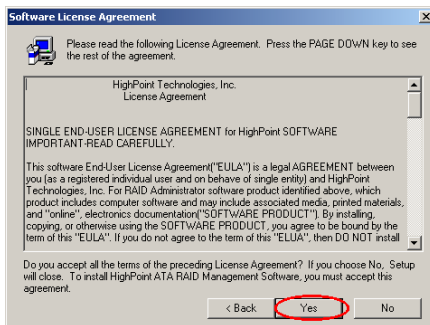 Software License Agreement
Please read the following License Agreement. Press the PAGE DOWN key to see
the rest of the agreement.
HighPoint Technologies, Inc.
License Agreement
SINGLE END-USER LICENSE AGREEMENT for HighPoint SOFTWARE
IMPORTANT-READ CAREFULLY.
This software End-User License Agreement("EULA") is a legal AGREEMENT between
you (as a registered individual user and on behave of single entity) and HighPoint
Technologies, Inc. For RAID Administrator software product identified above, which
product includes computer software and may include associated media, printed materials,
and "online", electronics documentation("SOFTWARE PRODUCT"). By installing,
copying, or otherwise using the SOFTWARE PRODUCT, you agree to be bound by the
term of this "EULA". If you do not agree to the term of this "ELUA", then DO NOT install
Do you accept all the terms of the preceding License Agreement? If you choose No, Setup
will close. To install HighPoint ATA RAID Management Software, you must accept this
agreement.
< Back Yes No